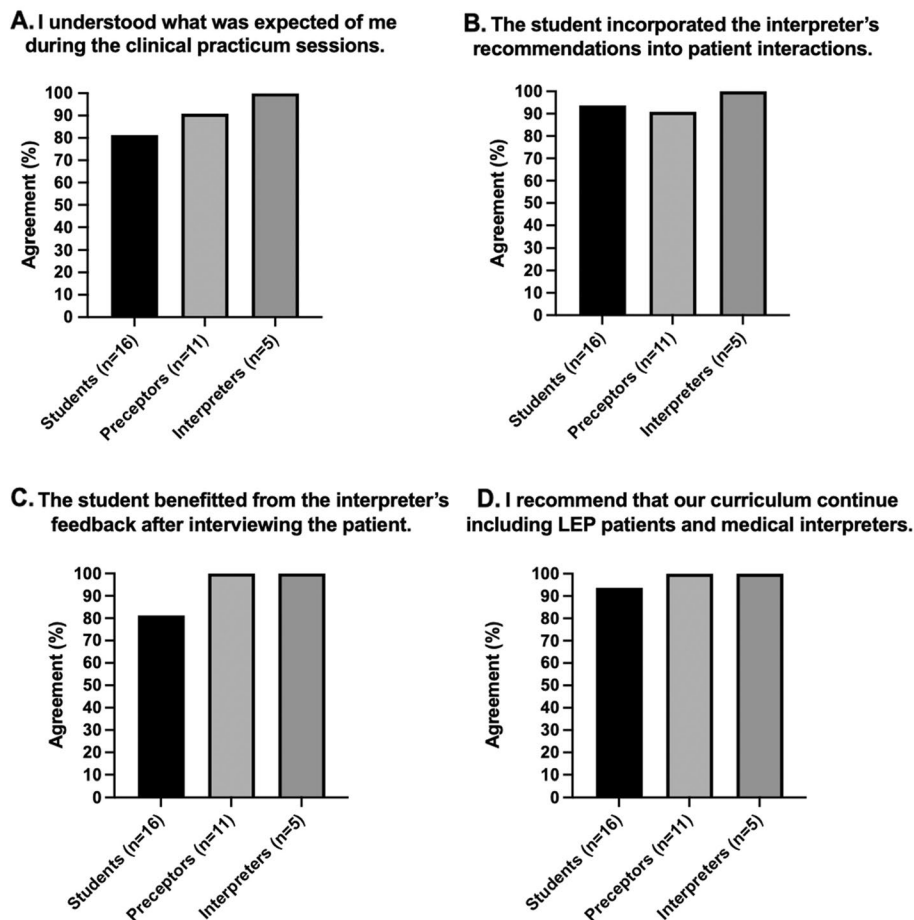 A. I understood what was expected of me
during the clinical practicum sessions.
100
90
80
70
60
50
40
30
20
10
0
Agreement (%)
Students (n=16)
Preceptors (n=11)
Interpreters (n=5)
B. The student incorporated the interpreter’s
recommendations into patient interactions.
100
90
80
70
60
50
40
30
20
10
0
Agreement (%)
Students (n=16)
Preceptors (n=11)
Interpreters (n=5)
C. The student benefitted from the interpreter’s
feedback after interviewing the patient.
100
90
80
70
60
50
40
30
20
10
0
Agreement (%)
Students (n=16)
Preceptors (n=11)
Interpreters (n=5)
D. I recommend that our curriculum continue
including LEP patients and medical interpreters.
100
90
80
70
60
50
40
30
20
10
0
Agreement (%)
Students (n=16)
Preceptors (n=11)
Interpreters (n=5)